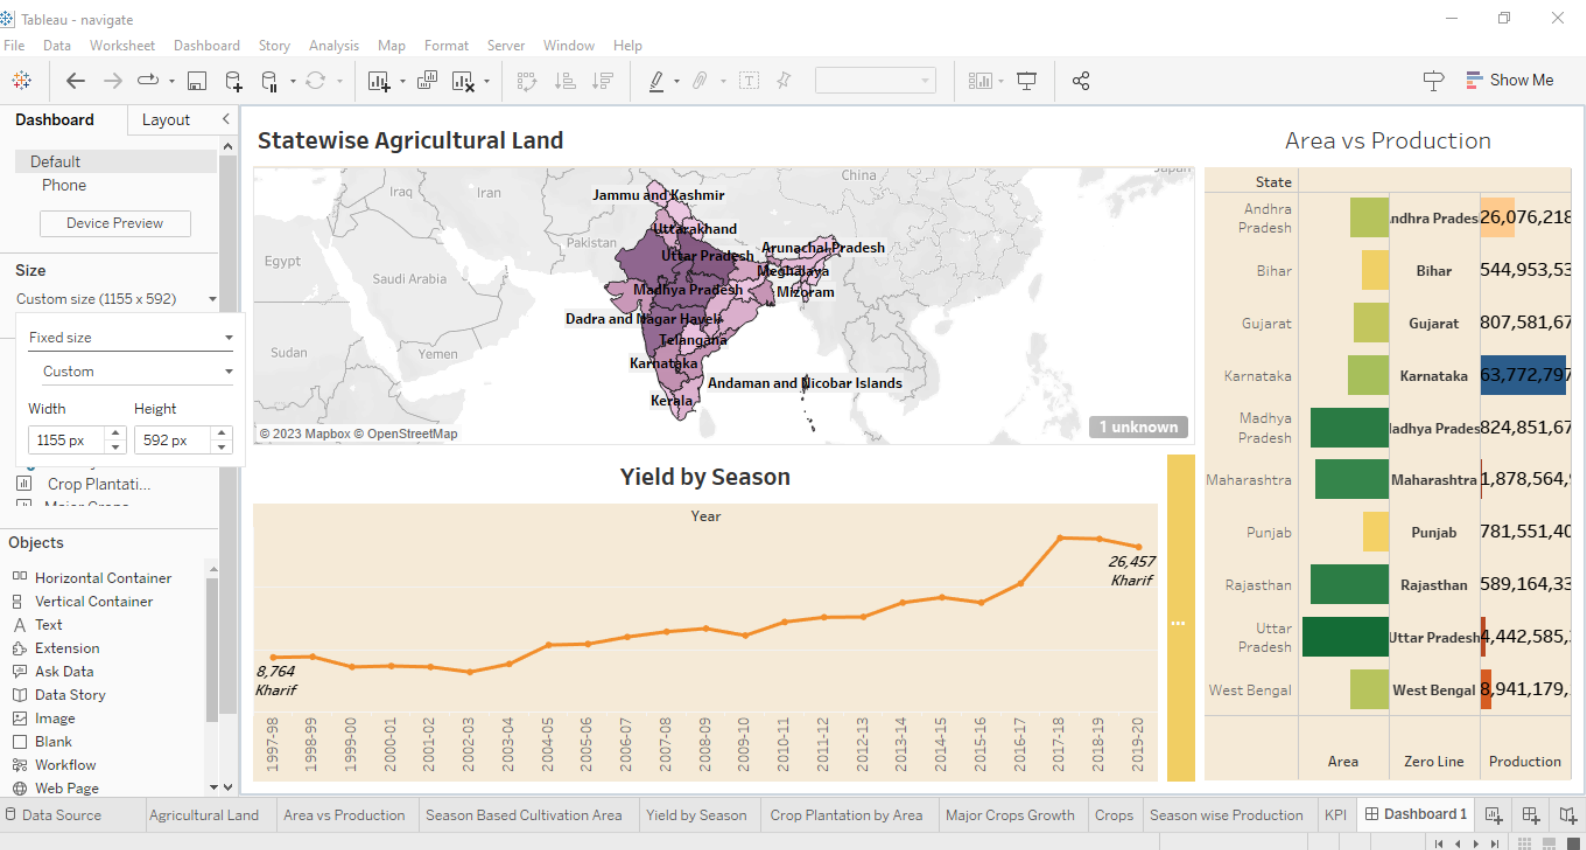 Tableau - navigate
File Data Worksheet Dashboard Story Analysis Map Format Server Window Help
Show Me
Dashboard Layout
Default
Phone
Device Preview
Size
Custom size (1155 x 592)
Fixed size
Custom
Width Height
1155 px 592 px
Crop Plantati...
Objects
Horizontal Container
Vertical Container
Text
Extension
Ask Data
Data Story
Image
Blank
Workflow
Web Page
Statewise Agricultural Land
Iraq
Iran
China
Japan
Pakistan
Egypt
Saudi Arabia
Sudan
Yemen
Jammu and Kashmir
Uttarakhand
Uttar Pradesh
Arunachal Pradesh
Meghalaya
Madhya Pradesh
Mizoram
Dadra and Nagar Haveli
Telangana
Karnataka
Andaman and Nicobar Islands
Kerala
© 2023 Mapbox © OpenStreetMap
1 unknown
Yield by Season
Year
8,764
Kharif
26,457
Kharif
1997-98 1998-99 1999-00 2000-01 2001-02 2002-03 2003-04 2004-05 2005-06 2006-07 2007-08 2008-09 2009-10 2010-11 2011-12 2012-13 2013-14 2014-15 2015-16 2016-17 2017-18 2018-19 2019-20
Area vs Production
State
Andhra
Pradesh
ndhra Prades 26,076,218
Bihar Bihar 544,953,53
Gujarat Gujarat 807,581,67
Karnataka Karnataka 63,772,797
Madhya
Pradesh
ladhya Prades 824,851,67
Maharashtra Maharashtra 1,878,564,
Punjab Punjab 781,551,40
Rajasthan Rajasthan 589,164,33
Uttar
Pradesh
Uttar Pradesh 4,442,585,
West Bengal West Bengal 8,941,179,
Area Zero Line Production
Data Source Agricultural Land Area vs Production Season Based Cultivation Area Yield by Season Crop Plantation by Area Major Crops Growth Crops Season wise Production KPI Dashboard 1